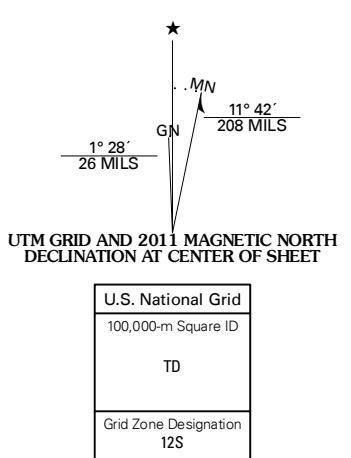 ★
MN
11° 42´
208 MILS
GN
1° 28´
26 MILS
UTM GRID AND 2011 MAGNETIC NORTH
DECLINATION AT CENTER OF SHEET
U.S. National Grid
100,000-m Square ID
TD
Grid Zone Designation
12S